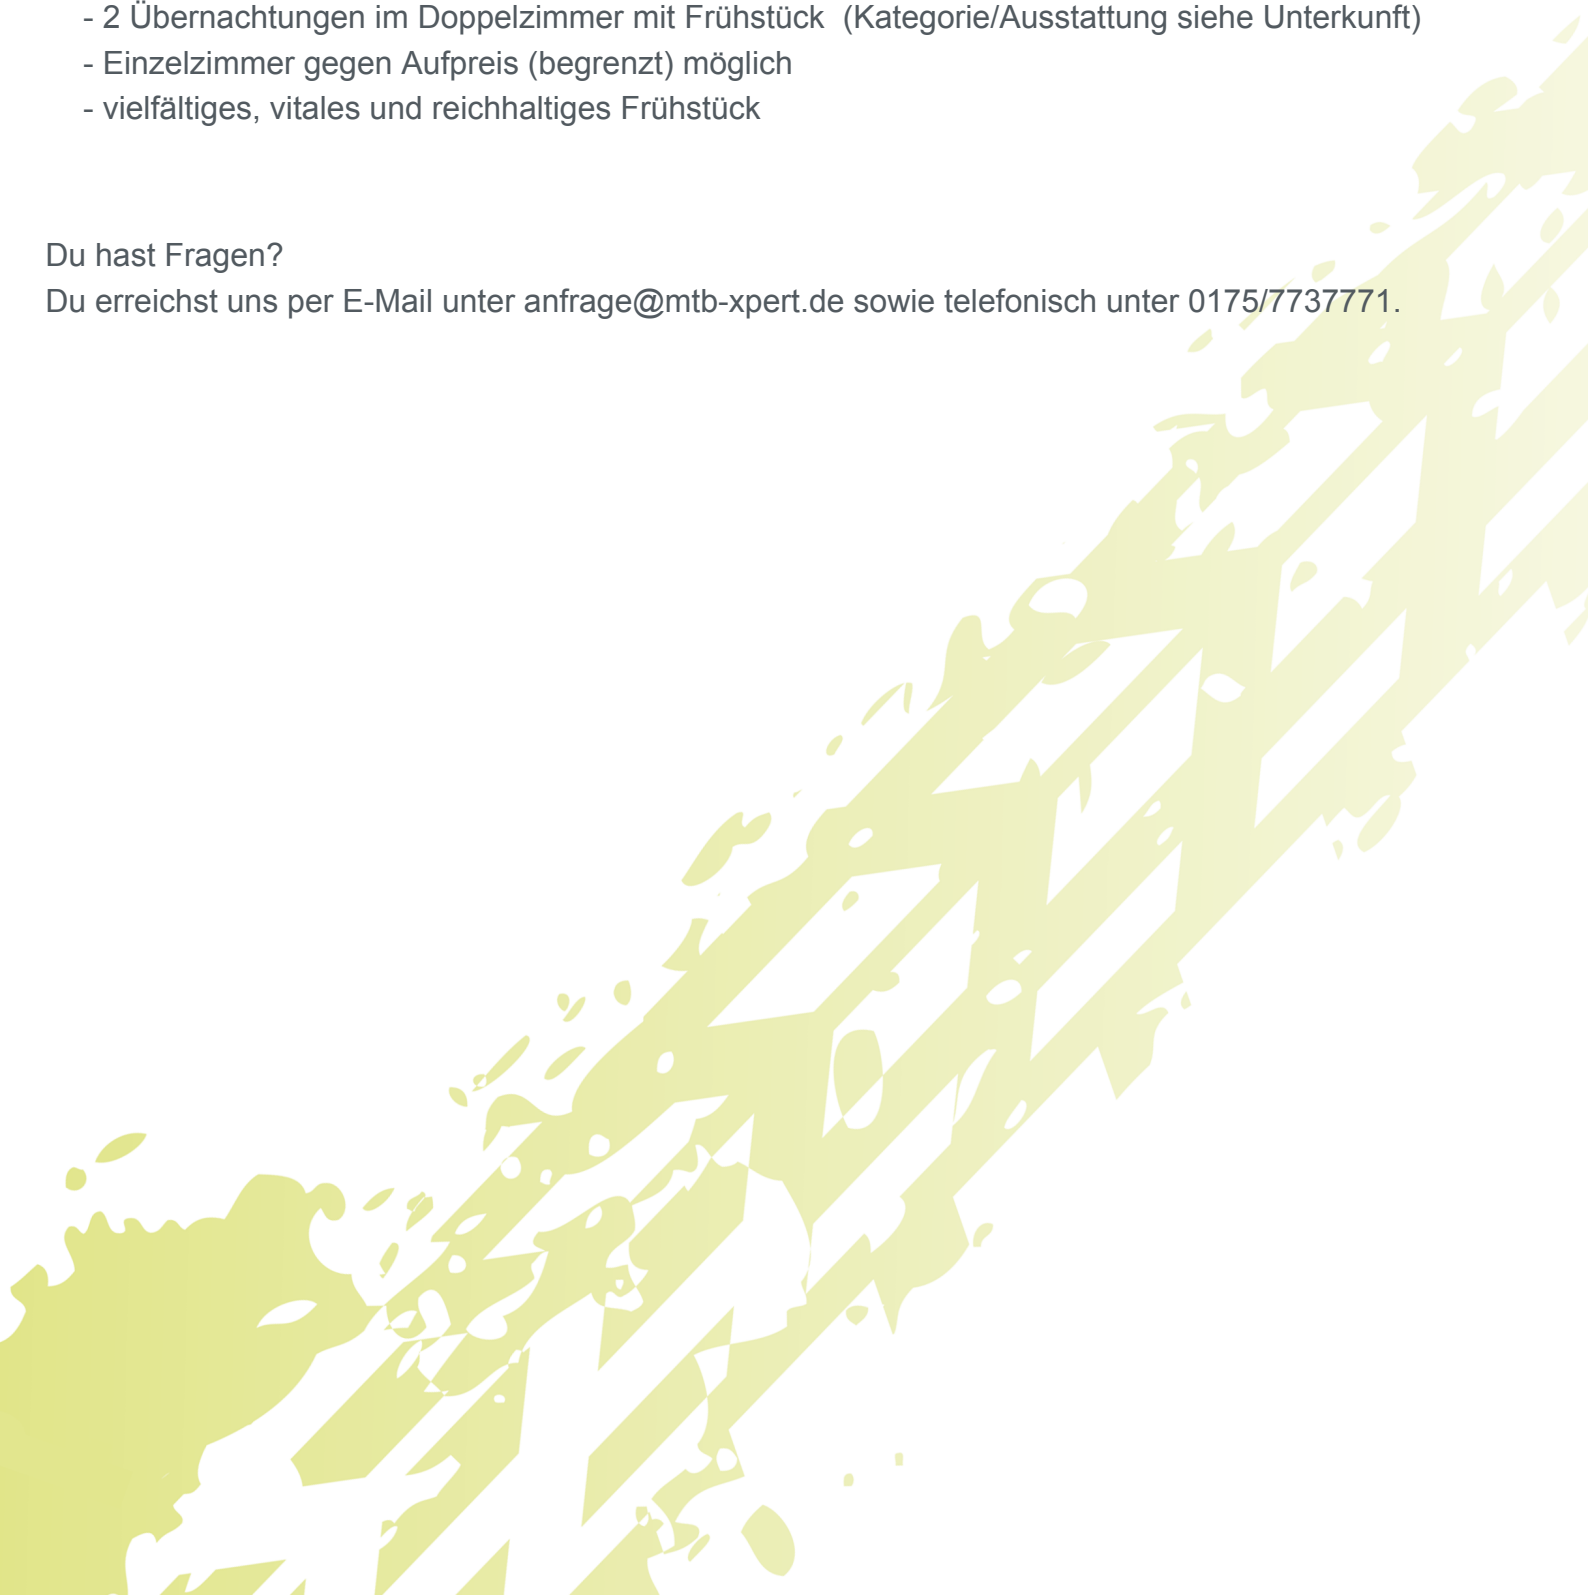 - 2 Übernachtungen im Doppelzimmer mit Frühstück  (Kategorie/Ausstattung siehe Unterkunft)
- Einzelzimmer gegen Aufpreis (begrenzt) möglich
- vielfältiges, vitales und reichhaltiges Frühstück
Du hast Fragen?
Du erreichst uns per E-Mail unter anfrage@mtb-xpert.de sowie telefonisch unter 0175/7737771.